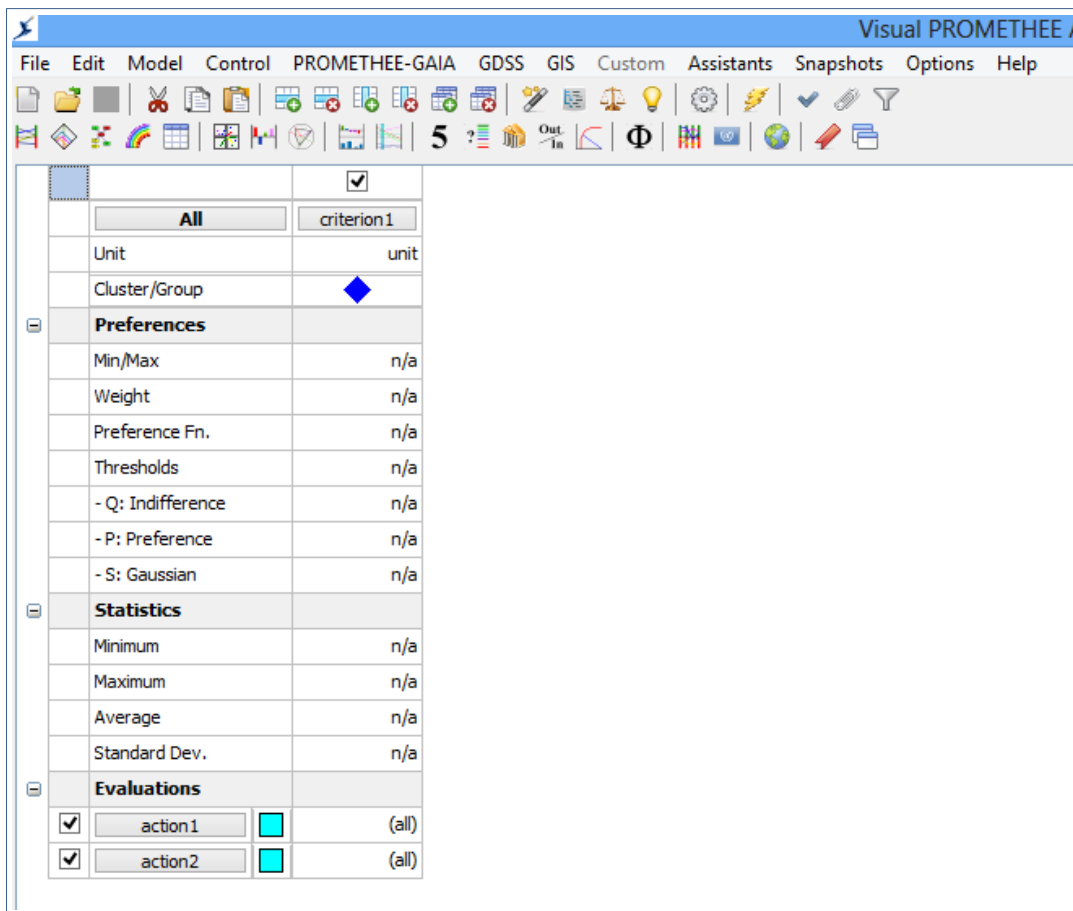 Visual PROMETHEE A
File Edit Model Control PROMETHEE-GAIA GDSS GIS Custom Assistants Snapshots Options Help
5 ? Out In Φ
All criterion1
Unit unit
Cluster/Group
Preferences
Min/Max n/a
Weight n/a
Preference Fn. n/a
Thresholds n/a
- Q: Indifference n/a
- P: Preference n/a
- S: Gaussian n/a
Statistics
Minimum n/a
Maximum n/a
Average n/a
Standard Dev. n/a
Evaluations
action1 (all)
action2 (all)